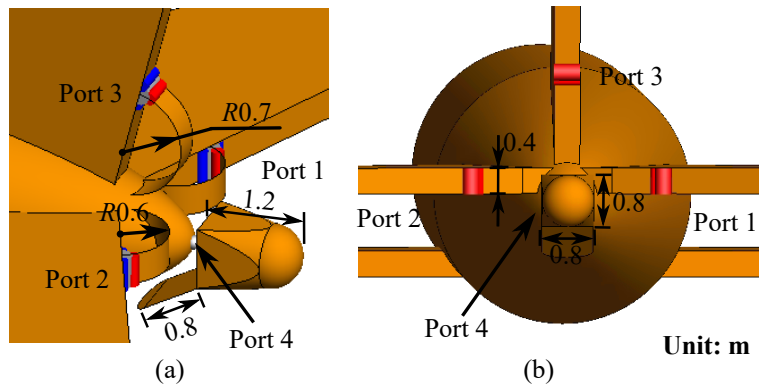 Port 3
R0.7
Port 1
1.2
R0.6
Port 2
0.8
Port 4
(a)
Port 3
0.4
0.8
Port 2
Port 1
0.8
Port 4
Unit: m
(b)